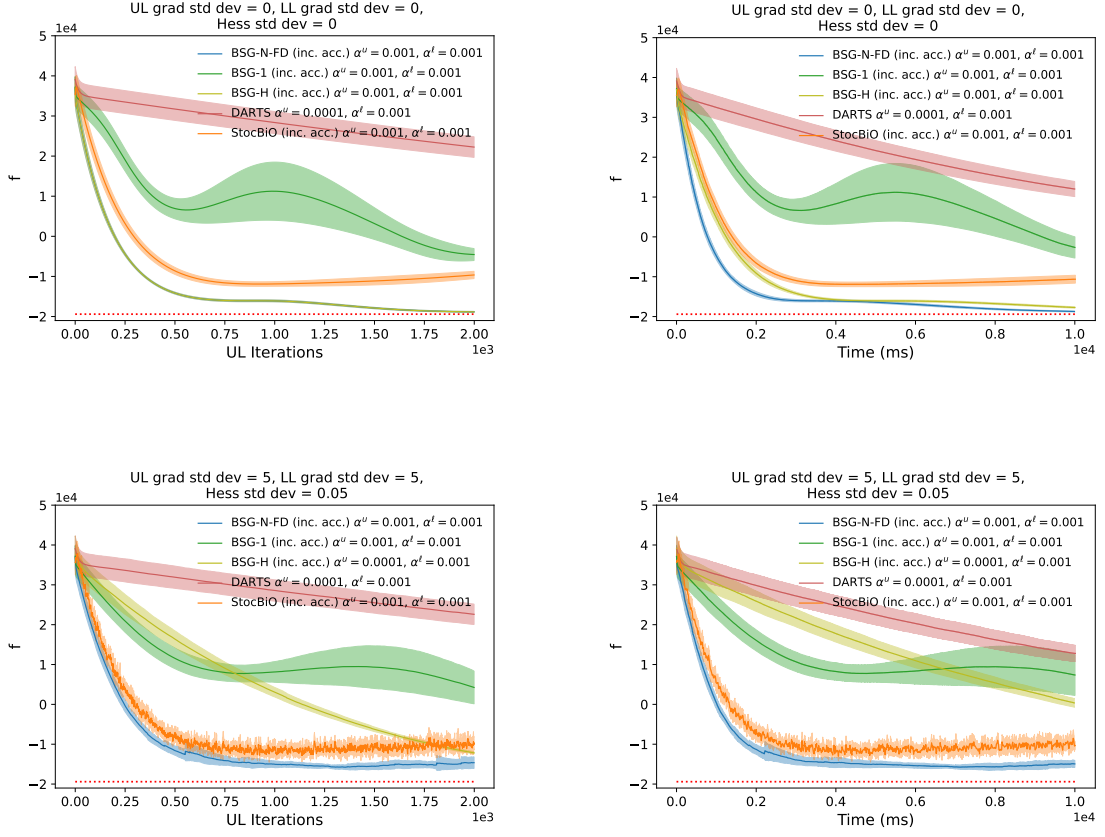 UL grad std dev = 0, LL grad std dev = 0,
Hess std dev = 0
1e4
BSG-N-FD (inc. acc.) αᵘ = 0.001, αˡ = 0.001
BSG-1 (inc. acc.) αᵘ = 0.001, αˡ = 0.001
BSG-H (inc. acc.) αᵘ = 0.001, αˡ = 0.001
DARTS αᵘ = 0.0001, αˡ = 0.001
StocBiO (inc. acc.) αᵘ = 0.001, αˡ = 0.001
5
4
3
2
1
0
−1
−2
f
0.00 0.25 0.50 0.75 1.00 1.25 1.50 1.75 2.00
UL Iterations
1e3
UL grad std dev = 0, LL grad std dev = 0,
Hess std dev = 0
1e4
BSG-N-FD (inc. acc.) αᵘ = 0.001, αˡ = 0.001
BSG-1 (inc. acc.) αᵘ = 0.001, αˡ = 0.001
BSG-H (inc. acc.) αᵘ = 0.001, αˡ = 0.001
DARTS αᵘ = 0.0001, αˡ = 0.001
StocBiO (inc. acc.) αᵘ = 0.001, αˡ = 0.001
5
4
3
2
1
0
−1
−2
f
0.0 0.2 0.4 0.6 0.8 1.0
Time (ms)
1e4
UL grad std dev = 5, LL grad std dev = 5,
Hess std dev = 0.05
1e4
BSG-N-FD (inc. acc.) αᵘ = 0.001, αˡ = 0.001
BSG-1 (inc. acc.) αᵘ = 0.001, αˡ = 0.001
BSG-H (inc. acc.) αᵘ = 0.0001, αˡ = 0.001
DARTS αᵘ = 0.0001, αˡ = 0.001
StocBiO (inc. acc.) αᵘ = 0.001, αˡ = 0.001
5
4
3
2
1
0
−1
−2
f
0.00 0.25 0.50 0.75 1.00 1.25 1.50 1.75 2.00
UL Iterations
1e3
UL grad std dev = 5, LL grad std dev = 5,
Hess std dev = 0.05
1e4
BSG-N-FD (inc. acc.) αᵘ = 0.001, αˡ = 0.001
BSG-1 (inc. acc.) αᵘ = 0.001, αˡ = 0.001
BSG-H (inc. acc.) αᵘ = 0.0001, αˡ = 0.001
DARTS αᵘ = 0.0001, αˡ = 0.001
StocBiO (inc. acc.) αᵘ = 0.001, αˡ = 0.001
5
4
3
2
1
0
−1
−2
f
0.0 0.2 0.4 0.6 0.8 1.0
Time (ms)
1e4